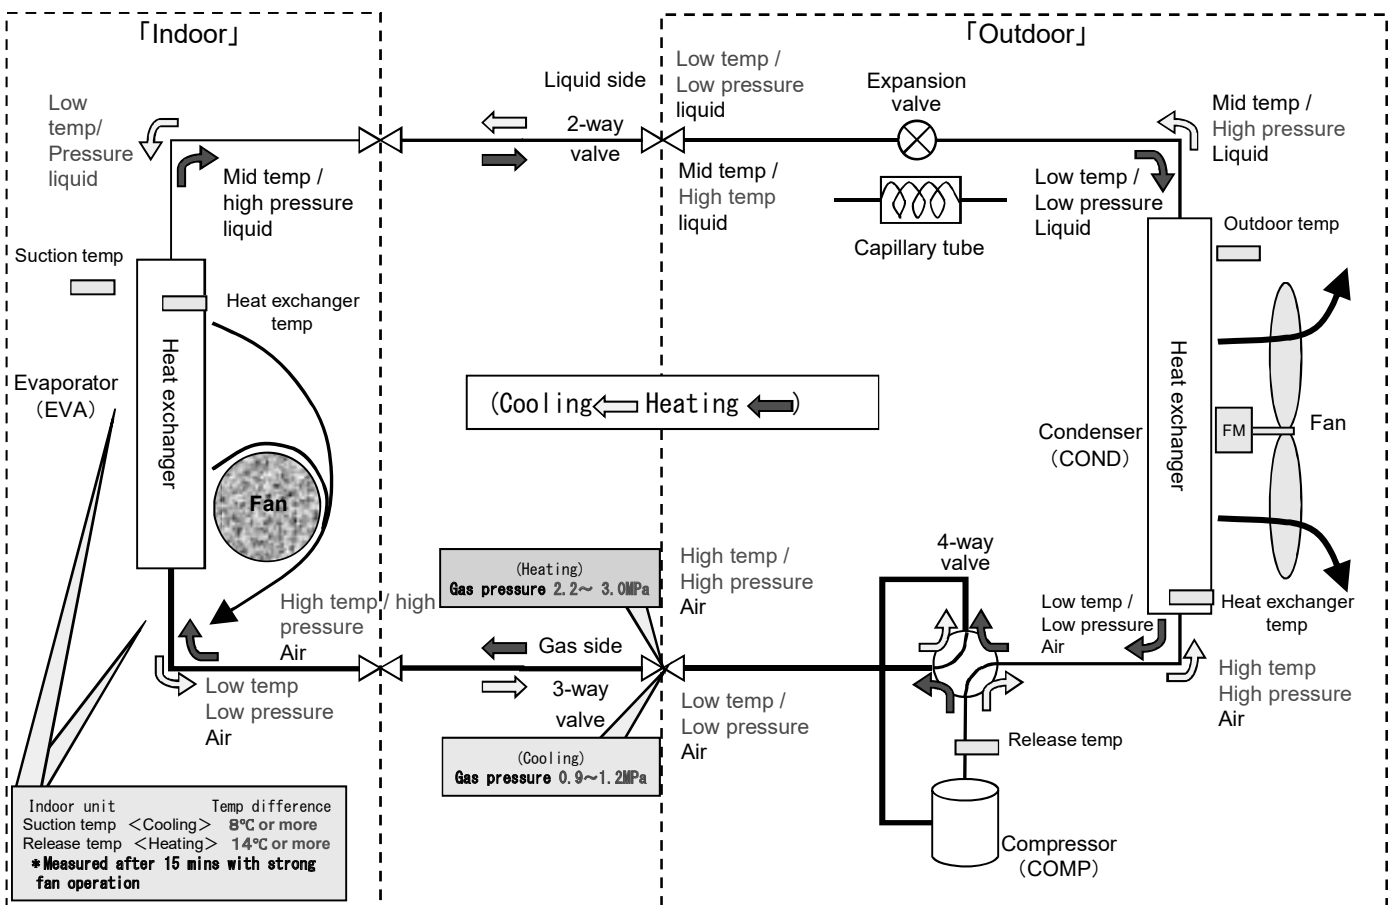 「Indoor」
「Outdoor」
Low
temp/
Pressure
liquid
Mid temp /
high pressure
liquid
Liquid side
2-way
valve
Low temp /
Low pressure
liquid
Mid temp /
High temp
liquid
Expansion
valve
Capillary tube
Mid temp /
High pressure
Liquid
Low temp /
Low pressure
Liquid
Outdoor temp
Suction temp
Heat exchanger
temp
Heat exchanger
Evaporator
(EVA)
Fan
(Cooling Heating )
Heat exchanger
Condenser
(COND)
FM
Fan
Heat exchanger
temp
4-way
valve
(Heating)
Gas pressure 2.2～ 3.0MPa
High temp /
High pressure
Air
High temp / high
pressure
Air
Gas side
3-way
valve
Low temp
Low pressure
Air
Low temp /
Low pressure
Air
Low temp /
Low pressure
Air
High temp
High pressure
Air
(Cooling)
Gas pressure 0.9～1.2MPa
Release temp
Compressor
(COMP)
Indoor unit Temp difference
Suction temp ＜Cooling＞ 8℃ or more
Release temp ＜Heating＞ 14℃ or more
*Measured after 15 mins with strong
fan operation